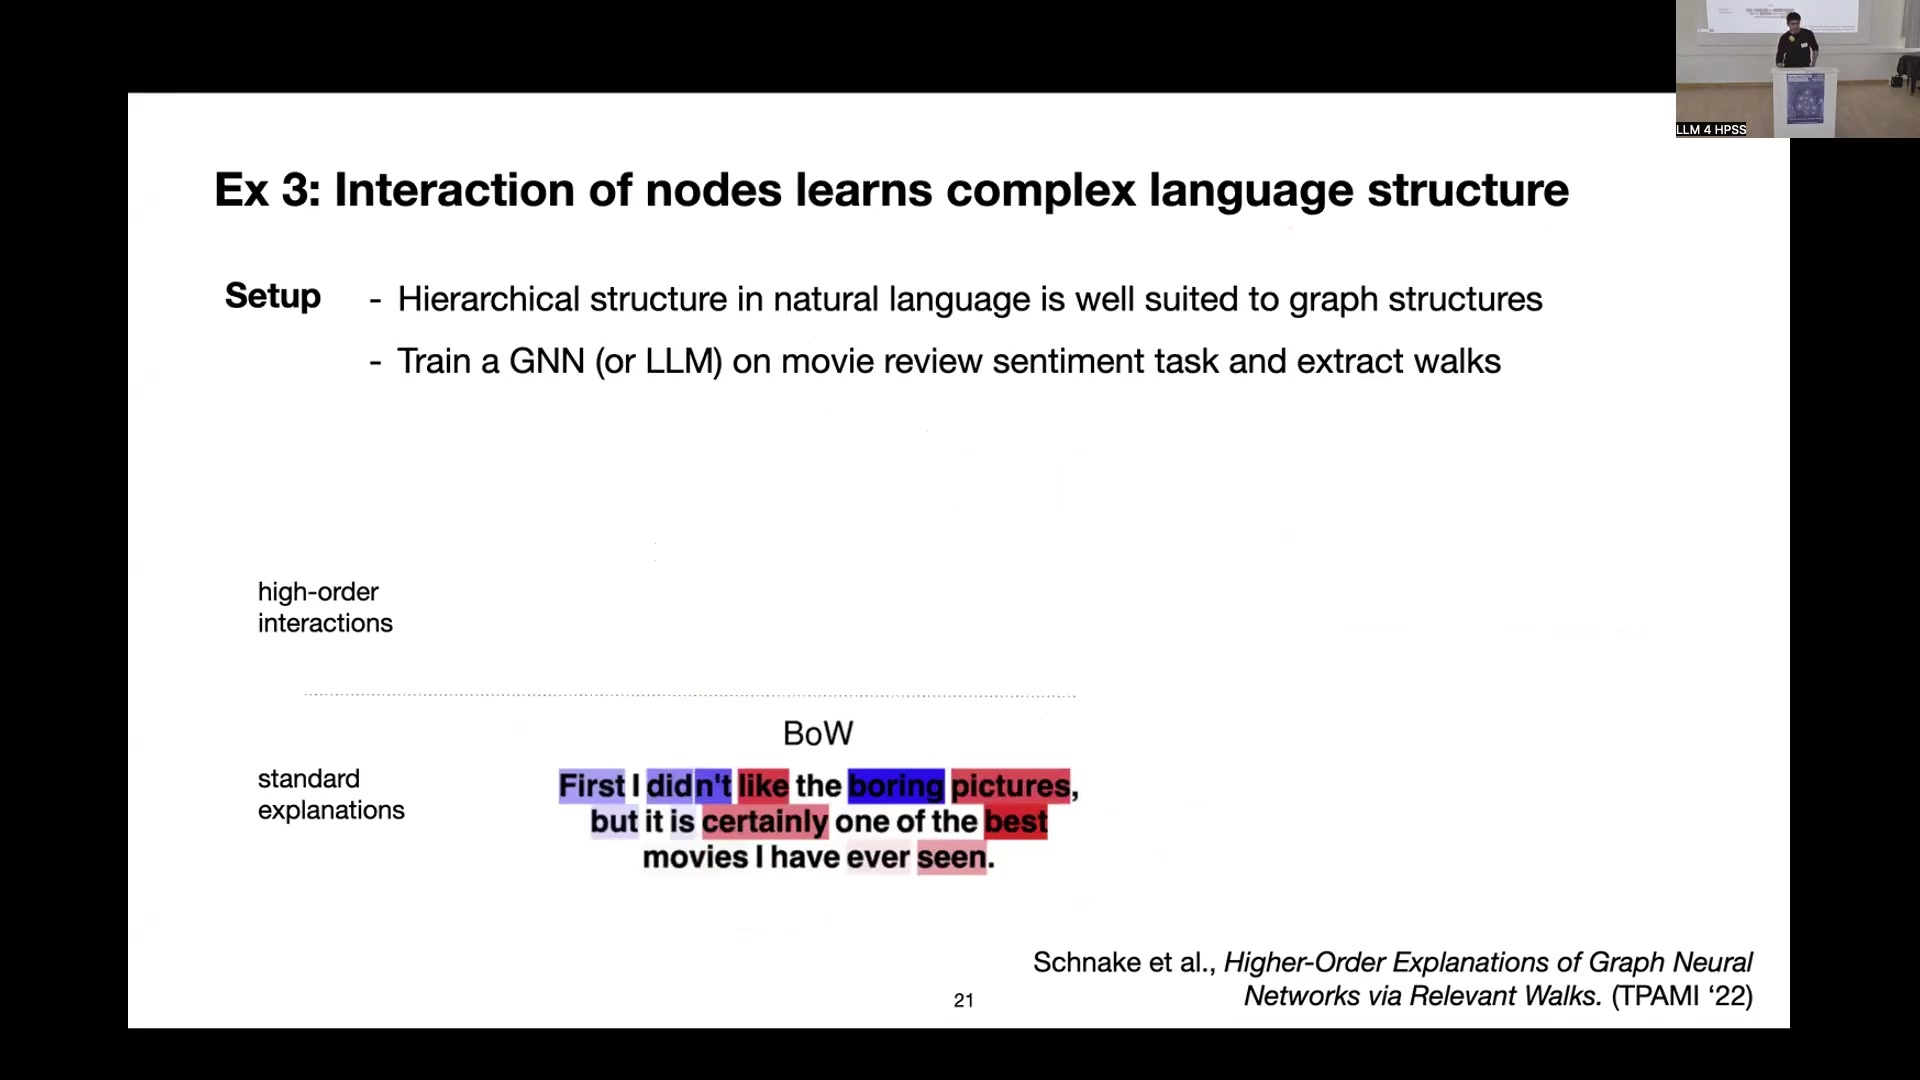 LLM 4 HPSS
Ex 3: Interaction of nodes learns complex language structure
Setup - Hierarchical structure in natural language is well suited to graph structures
- Train a GNN (or LLM) on movie review sentiment task and extract walks
high-order
interactions
BoW
standard
explanations
First I didn't like the boring pictures,
but it is certainly one of the best
movies I have ever seen.
Schnake et al., Higher-Order Explanations of Graph Neural
Networks via Relevant Walks. (TPAMI ‘22)
21